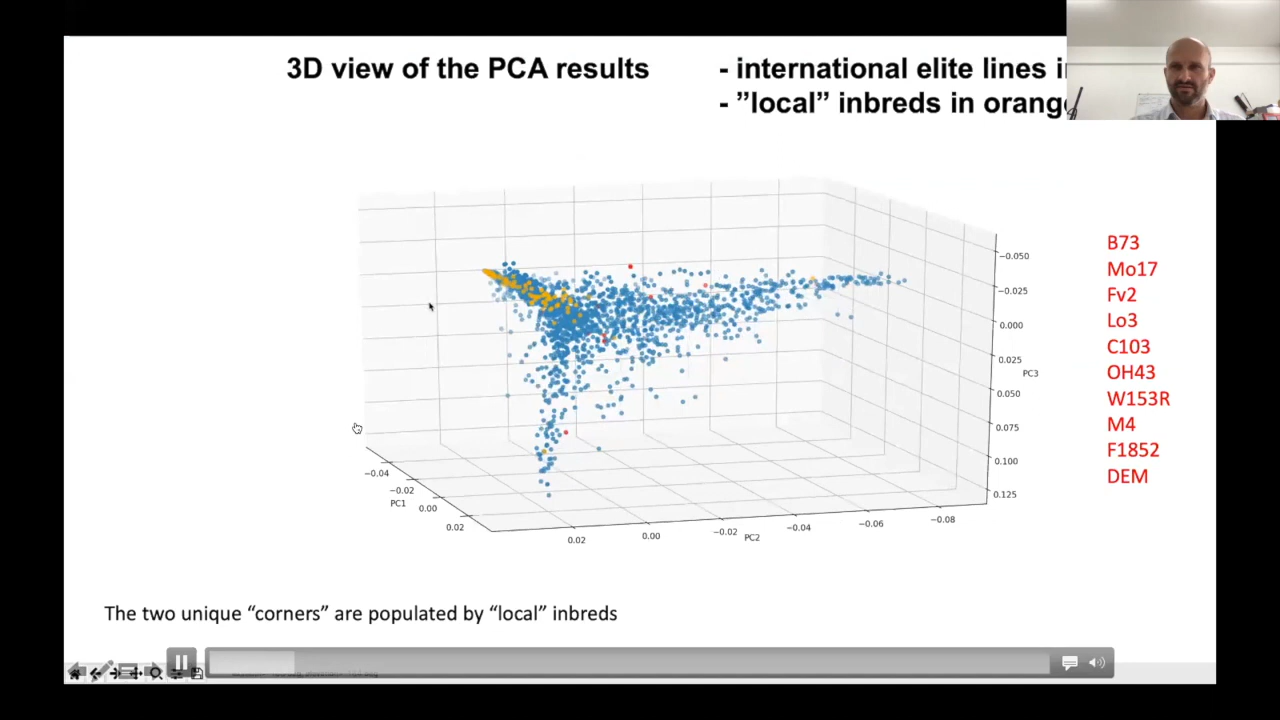 3D view of the PCA results
- international elite lines i
- ”local” inbreds in orang
B73
Mo17
Fv2
Lo3
C103
OH43
W153R
M4
F1852
DEM
−0.050
−0.025
0.000
0.025
PC3
0.050
0.075
0.100
0.125
−0.04
−0.02
PC1
0.00
0.02
0.02
0.00
−0.02
PC2
−0.04
−0.06
−0.08
The two unique “corners” are populated by “local” inbreds